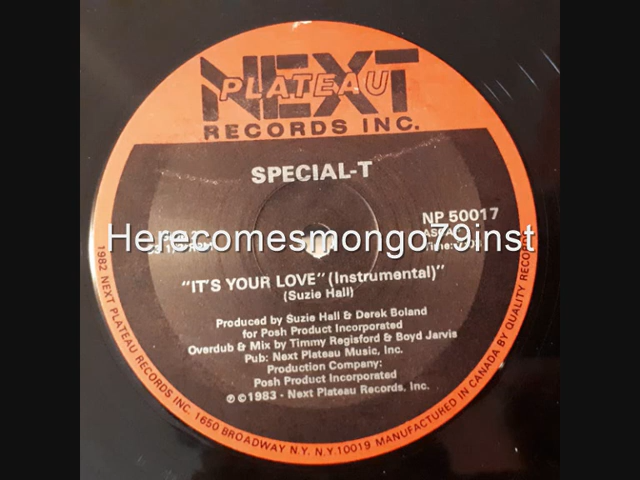 NEXT
PLATEAU
RECORDS INC.
SPECIAL-T
NP 50017
Herecomesmongo79inst
"IT'S YOUR LOVE" (Instrumental)"
(Suzie Hall)
Produced by Suzie Hall & Derek Boland
for Posh Product Incorporated
Overdub & Mix by Timmy Regisford & Boyd Jarvis
Pub: Next Plateau Music, Inc.
Production Company:
Posh Product Incorporated
℗ © 1983 - Next Plateau Records, Inc.
1982 NEXT PLATEAU RECORDS INC. 1650 BROADWAY N.Y. N.Y. 10019 MANUFACTURED IN CANADA BY QUALITY RECORDS